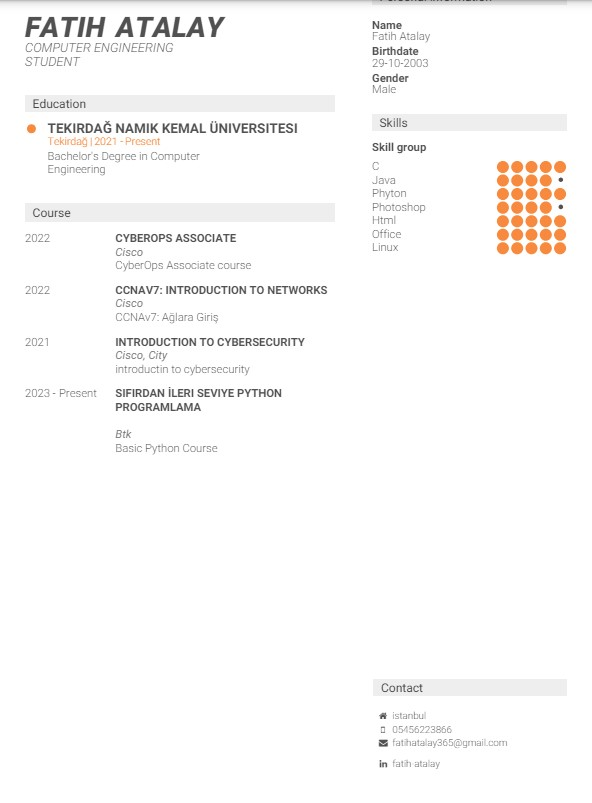 FATIH ATALAY
COMPUTER ENGINEERING
STUDENT
Education
TEKIRDAĞ NAMIK KEMAL ÜNIVERSITESI
Tekirdağ | 2021 - Present
Bachelor's Degree in Computer
Engineering
Course
2022
CYBEROPS ASSOCIATE
Cisco
CyberOps Associate course
2022
CCNAV7: INTRODUCTION TO NETWORKS
Cisco
CCNAv7: Ağlara Giriş
2021
INTRODUCTION TO CYBERSECURITY
Cisco, City
introductin to cybersecurity
2023 - Present
SIFIRDAN İLERI SEVIYE PYTHON
PROGRAMLAMA
Btk
Basic Python Course
Personal Information
Name
Fatih Atalay
Birthdate
29-10-2003
Gender
Male
Skills
Skill group
C
Java
Phyton
Photoshop
Html
Office
Linux
Contact
istanbul
05456223866
fatihatalay365@gmail.com
in fatih atalay